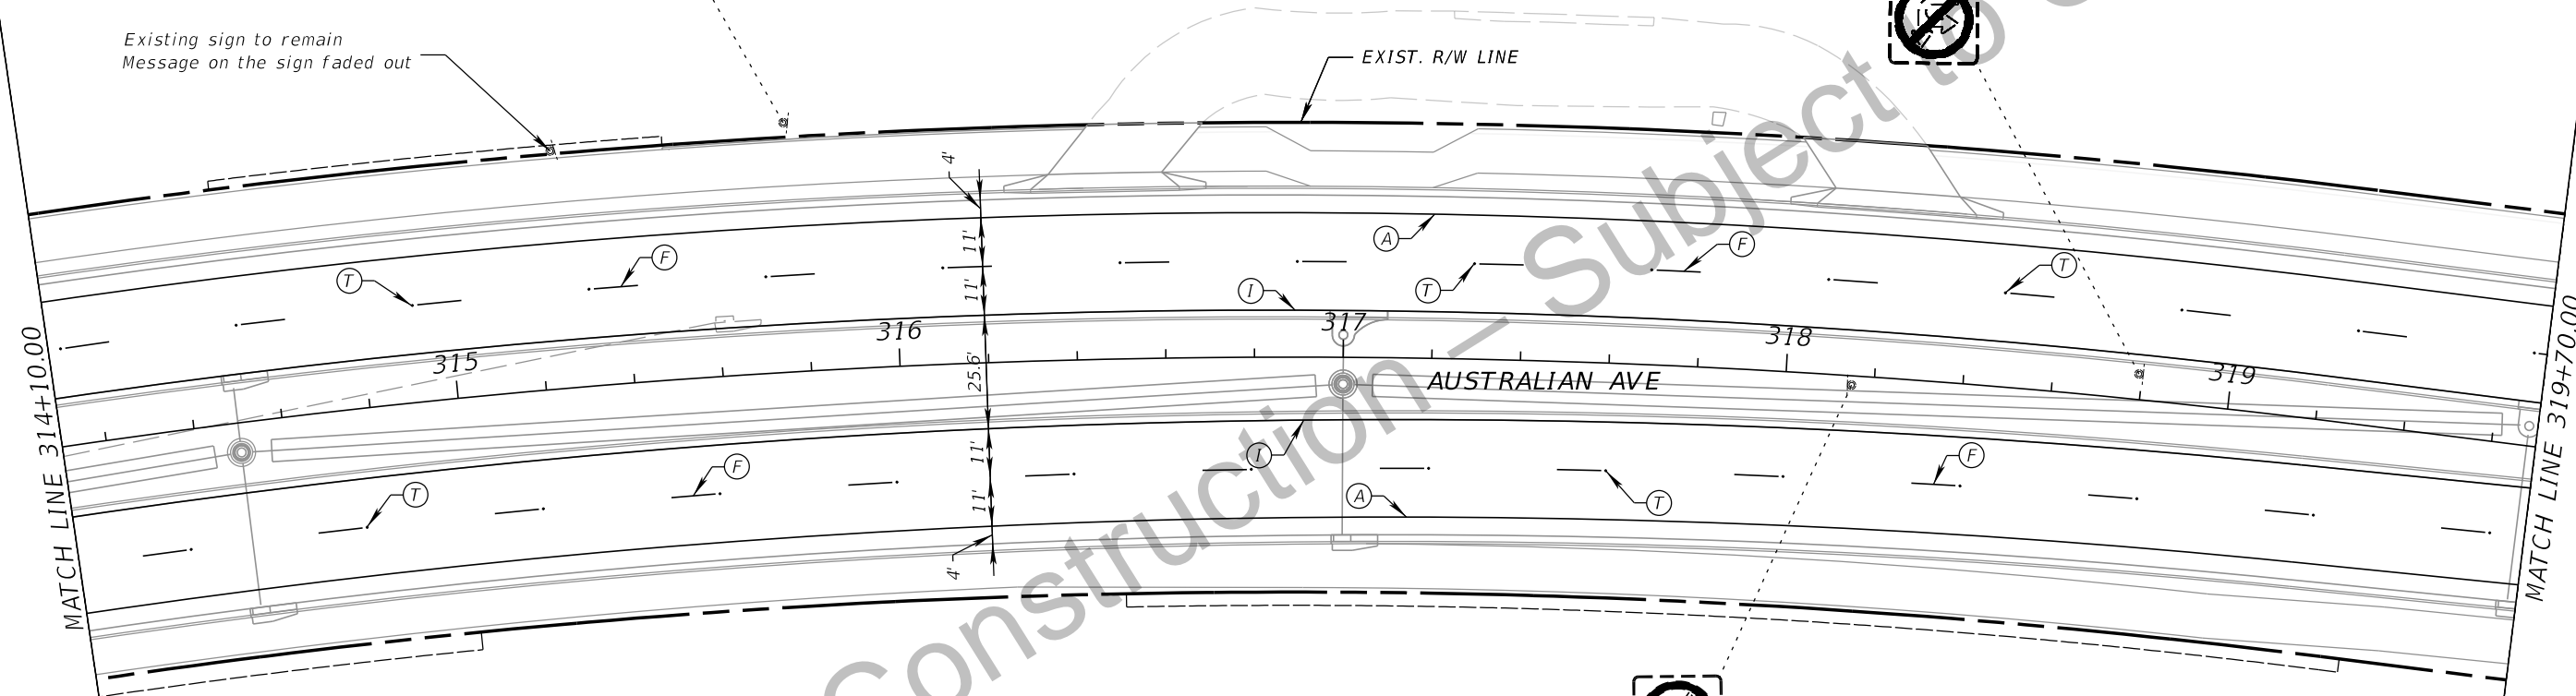 Existing sign to remain
Message on the sign faded out
EXIST. R/W LINE
4'
11'
11'
25.6'
11'
11'
4'
A
F
F
T
T
T
I
315
316
317
318
319
AUSTRALIAN AVE
I
F
F
A
T
T
MATCH LINE 314+10.00
MATCH LINE 319+70.00
Construction – Subject to